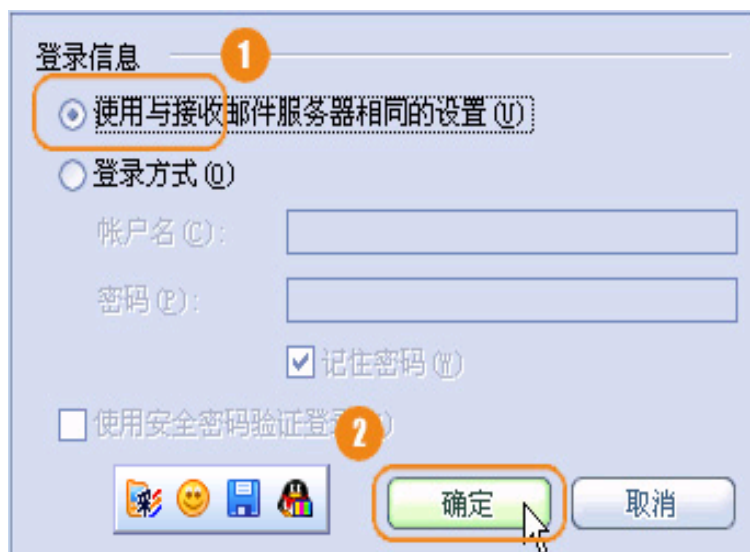 登录信息
1
使用与接收邮件服务器相同的设置(U)
登录方式(O)
帐户名(C):
密码(P):
记住密码(W)
使用安全密码验证登录
2
彩
确定
取消